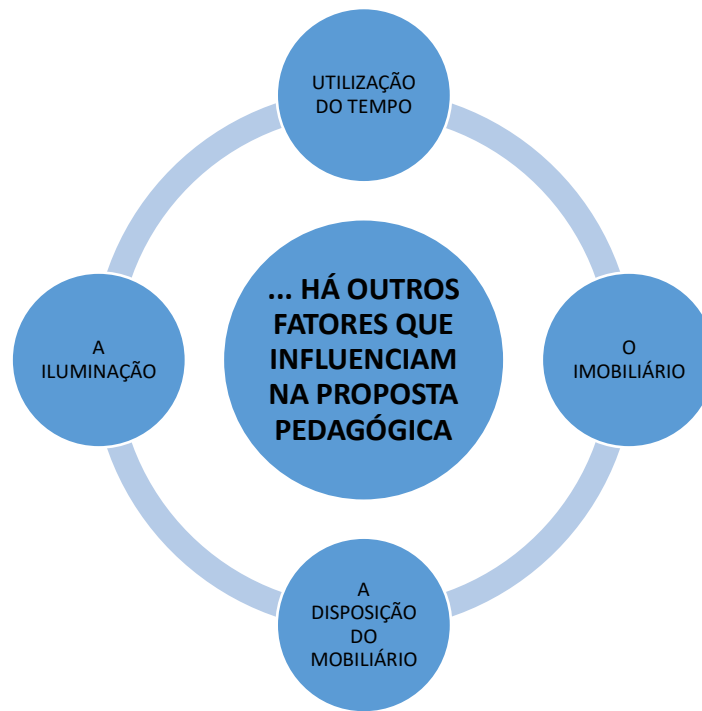 UTILIZAÇÃO
DO TEMPO
... HÁ OUTROS
FATORES QUE
INFLUENCIAM
NA PROPOSTA
PEDAGÓGICA
A
ILUMINAÇÃO
O
IMOBILIÁRIO
A
DISPOSIÇÃO
DO
MOBILIÁRIO